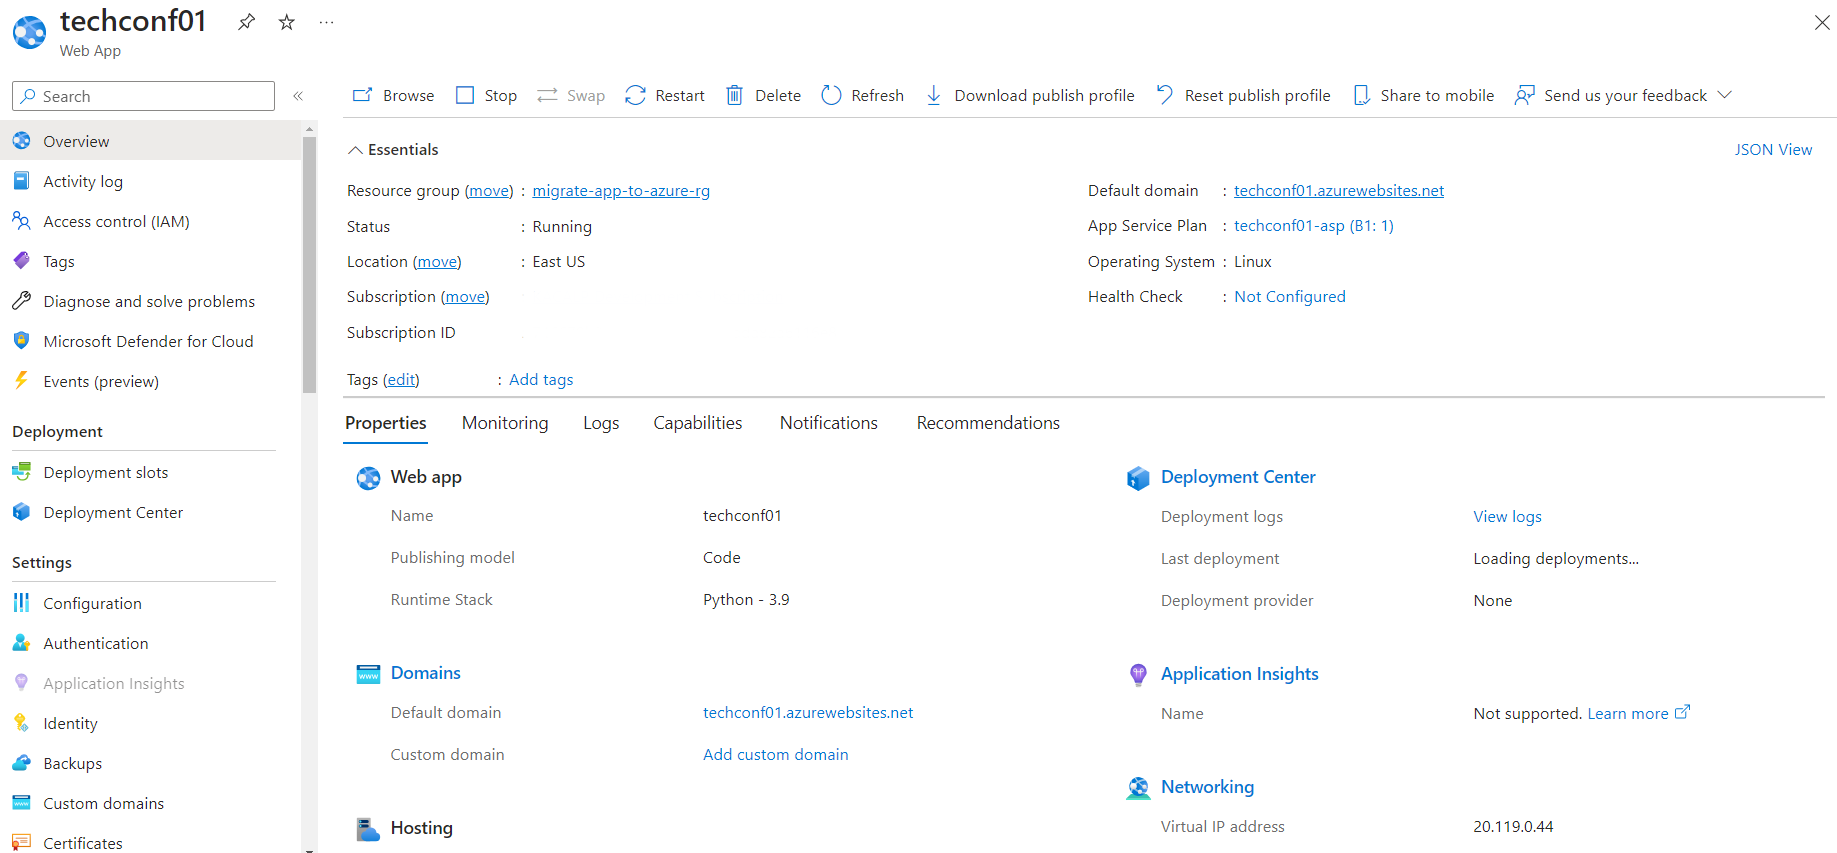 techconf01
Web App
Search
Overview
Activity log
Access control (IAM)
Tags
Diagnose and solve problems
Microsoft Defender for Cloud
Events (preview)
Deployment
Deployment slots
Deployment Center
Settings
Configuration
Authentication
Application Insights
Identity
Backups
Custom domains
Certificates
Browse Stop Swap Restart Delete Refresh Download publish profile Reset publish profile Share to mobile Send us your feedback
Essentials
JSON View
Resource group (move) : migrate-app-to-azure-rg
Status : Running
Location (move) : East US
Subscription (move)
Subscription ID
Default domain : techconf01.azurewebsites.net
App Service Plan : techconf01-asp (B1: 1)
Operating System : Linux
Health Check : Not Configured
Tags (edit) : Add tags
Properties Monitoring Logs Capabilities Notifications Recommendations
Web app
Name techconf01
Publishing model Code
Runtime Stack Python - 3.9
Domains
Default domain techconf01.azurewebsites.net
Custom domain Add custom domain
Hosting
Deployment Center
Deployment logs View logs
Last deployment Loading deployments...
Deployment provider None
Application Insights
Name Not supported. Learn more
Networking
Virtual IP address 20.119.0.44